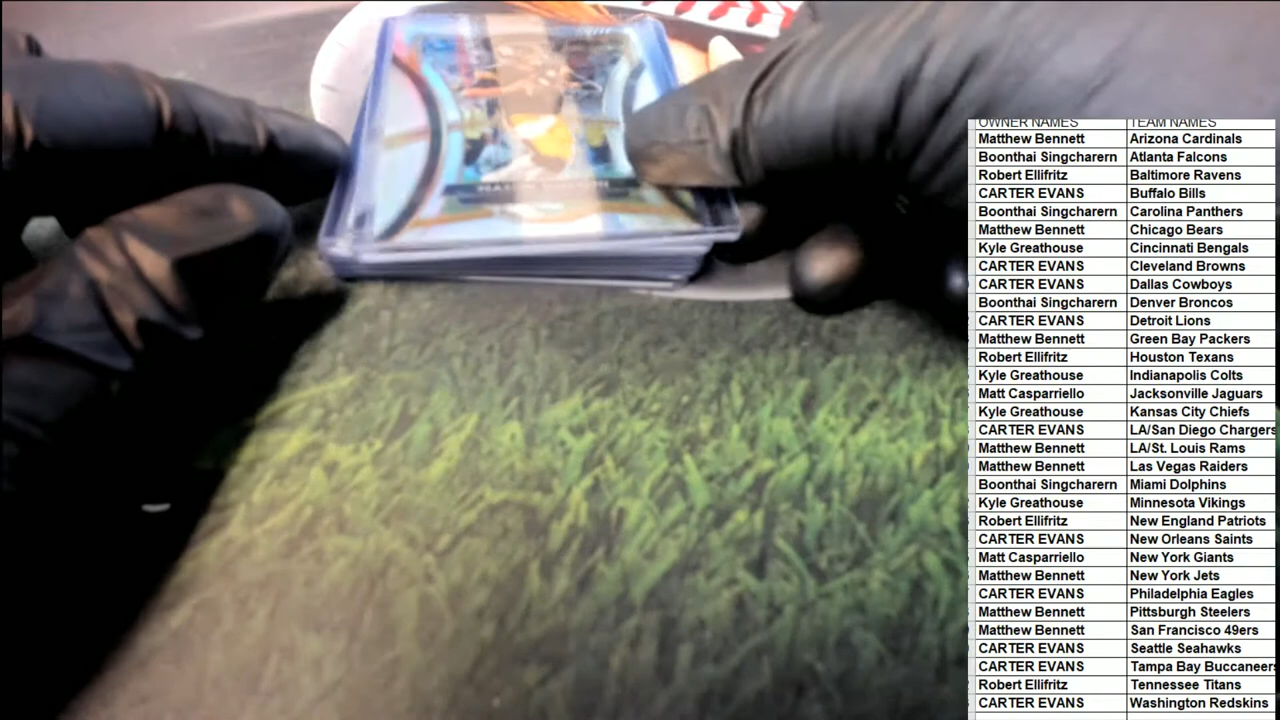 OWNER NAMES TEAM NAMES
Matthew Bennett Arizona Cardinals
Boonthai Singcharern Atlanta Falcons
Robert Ellifritz Baltimore Ravens
CARTER EVANS Buffalo Bills
Boonthai Singcharern Carolina Panthers
Matthew Bennett Chicago Bears
Kyle Greathouse Cincinnati Bengals
CARTER EVANS Cleveland Browns
CARTER EVANS Dallas Cowboys
Boonthai Singcharern Denver Broncos
CARTER EVANS Detroit Lions
Matthew Bennett Green Bay Packers
Robert Ellifritz Houston Texans
Kyle Greathouse Indianapolis Colts
Matt Casparriello Jacksonville Jaguars
Kyle Greathouse Kansas City Chiefs
CARTER EVANS LA/San Diego Chargers
Matthew Bennett LA/St. Louis Rams
Matthew Bennett Las Vegas Raiders
Boonthai Singcharern Miami Dolphins
Kyle Greathouse Minnesota Vikings
Robert Ellifritz New England Patriots
CARTER EVANS New Orleans Saints
Matt Casparriello New York Giants
Matthew Bennett New York Jets
CARTER EVANS Philadelphia Eagles
Matthew Bennett Pittsburgh Steelers
Matthew Bennett San Francisco 49ers
CARTER EVANS Seattle Seahawks
CARTER EVANS Tampa Bay Buccaneers
Robert Ellifritz Tennessee Titans
CARTER EVANS Washington Redskins